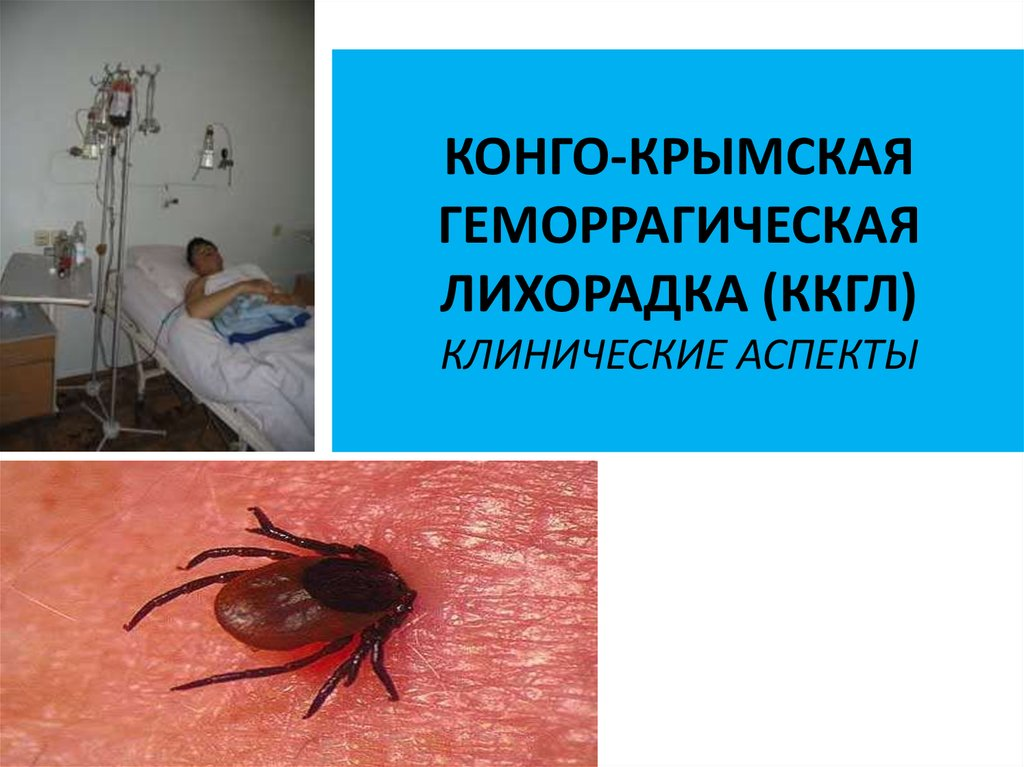 КОНГО-КРЫМСКАЯ
ГЕМОРРАГИЧЕСКАЯ
ЛИХОРАДКА (ККГЛ)
КЛИНИЧЕСКИЕ АСПЕКТЫ